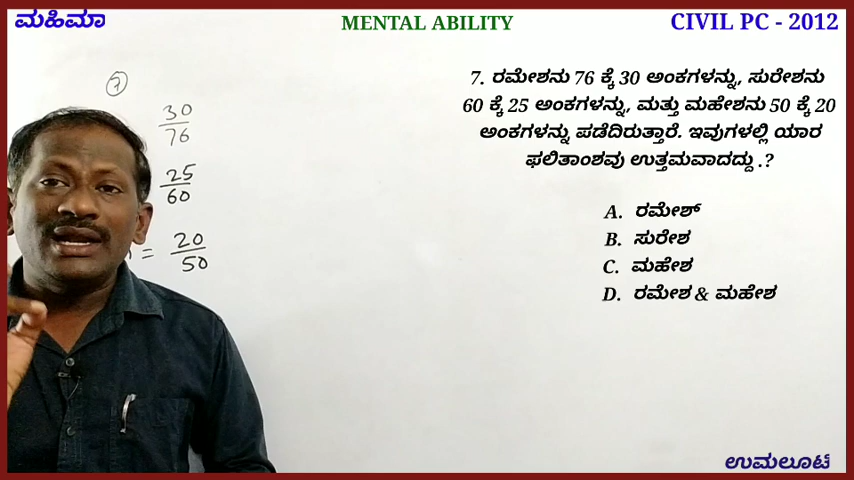 ಮಹಿಮಾ
MENTAL ABILITY
CIVIL PC - 2012
7. ರಮೇಶನು 76 ಕ್ಕೆ 30 ಅಂಕಗಳನ್ನು, ಸುರೇಶನು
60 ಕ್ಕೆ 25 ಅಂಕಗಳನ್ನು, ಮತ್ತು ಮಹೇಶನು 50 ಕ್ಕೆ 20
ಅಂಕಗಳನ್ನು ಪಡೆದಿರುತ್ತಾರೆ. ಇವುಗಳಲ್ಲಿ ಯಾರ
ಫಲಿತಾಂಶವು ಉತ್ತಮವಾದದ್ದು .?
A. ರಮೇಶ್
B. ಸುರೇಶ
C. ಮಹೇಶ
D. ರಮೇಶ & ಮಹೇಶ
7
30
76
25
60
= 20
50
ಉಮಲೂಟಿ